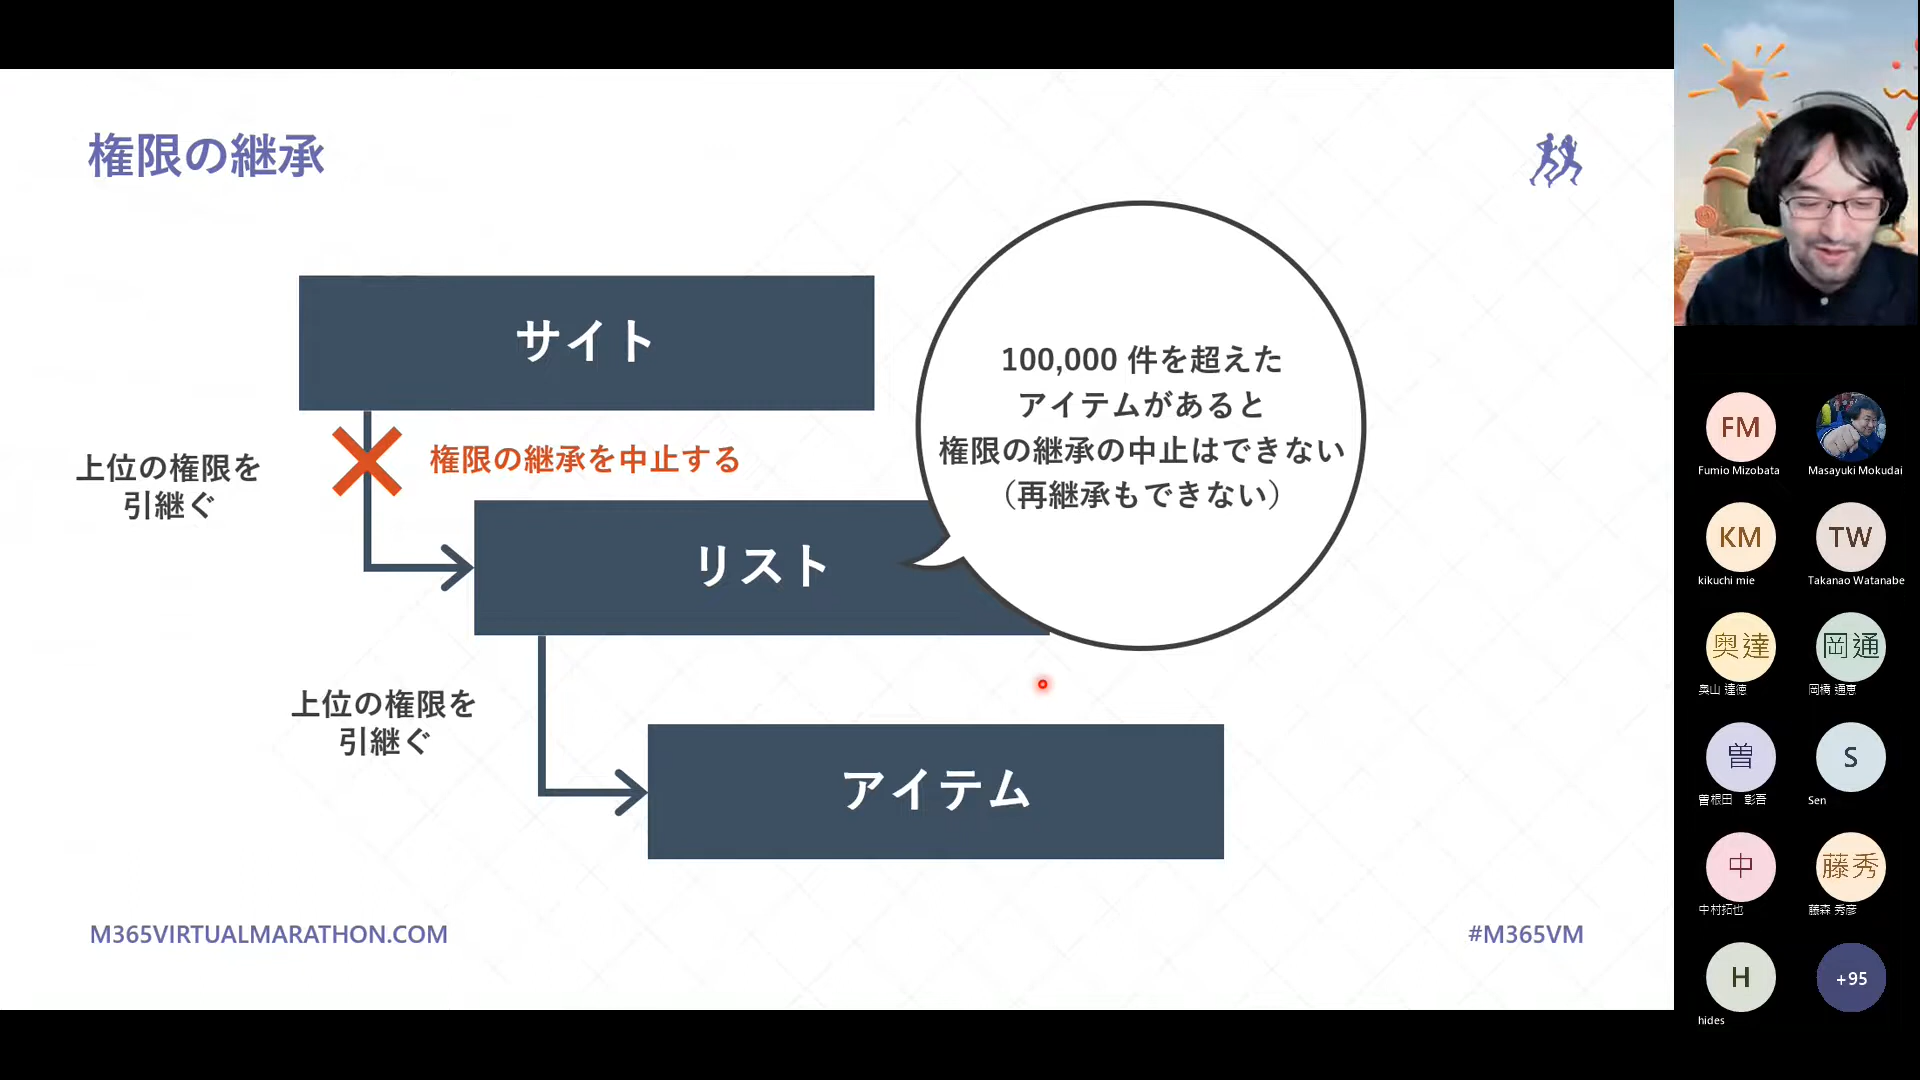 権限の継承
サイト
上位の権限を
引継ぐ
権限の継承を中止する
100,000 件を超えた
アイテムがあると
権限の継承の中止はできない
（再継承もできない）
リスト
上位の権限を
引継ぐ
アイテム
M365VIRTUALMARATHON.COM
#M365VM
FM
Fumio Mizobata
Masayuki Mokudai
KM
kikuchi mie
TW
Takanao Watanabe
奥達
奥山 達徳
岡通
岡橋 通恵
曽
曽根田 彰吾
S
Sen
中
中村拓也
藤秀
藤森 秀彦
H
hides
+95